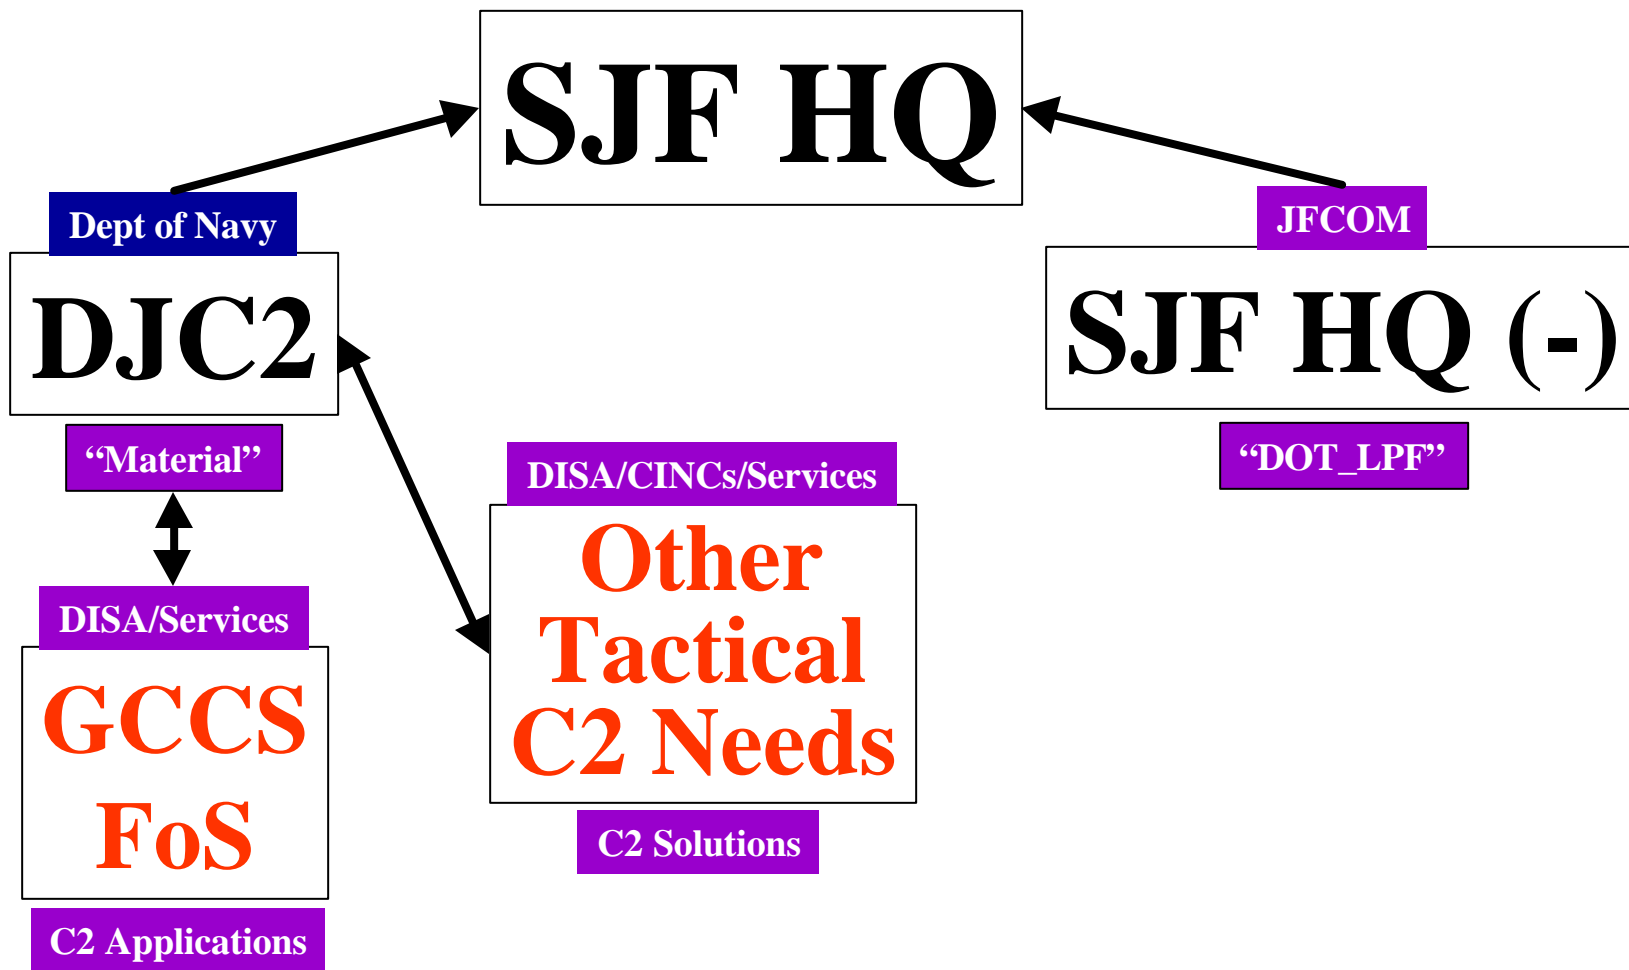 SJF HQ
Dept of Navy
DJC2
“Material”
JFCOM
SJF HQ (-)
“DOT_LPF”
DISA/Services
GCCS
FoS
C2 Applications
DISA/CINCs/Services
Other
Tactical
C2 Needs
C2 Solutions